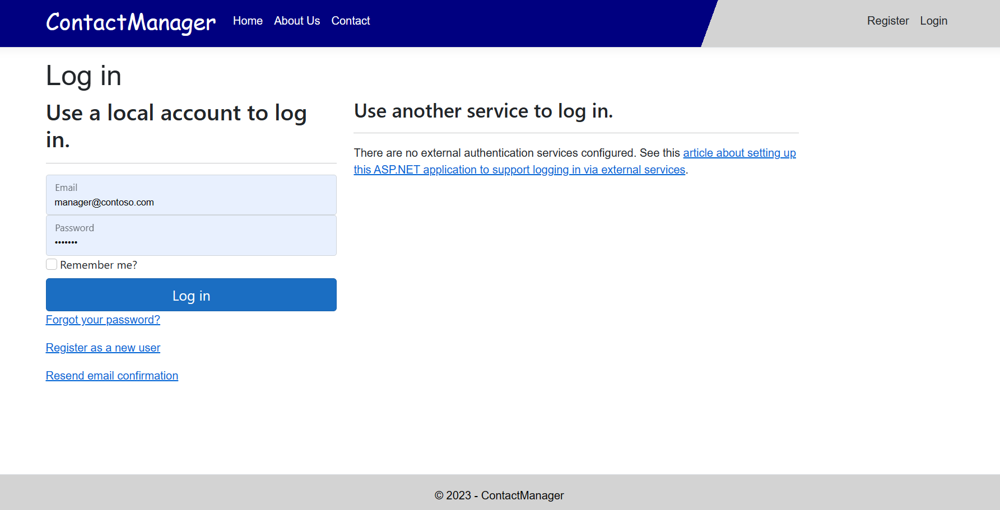 ContactManager
Home About Us Contact
Register Login
Log in
Use a local account to log
in.
Email
manager@contoso.com
Password
•••••••
Remember me?
Log in
Forgot your password?
Register as a new user
Resend email confirmation
Use another service to log in.
There are no external authentication services configured. See this article about setting up
this ASP.NET application to support logging in via external services.
© 2023 - ContactManager